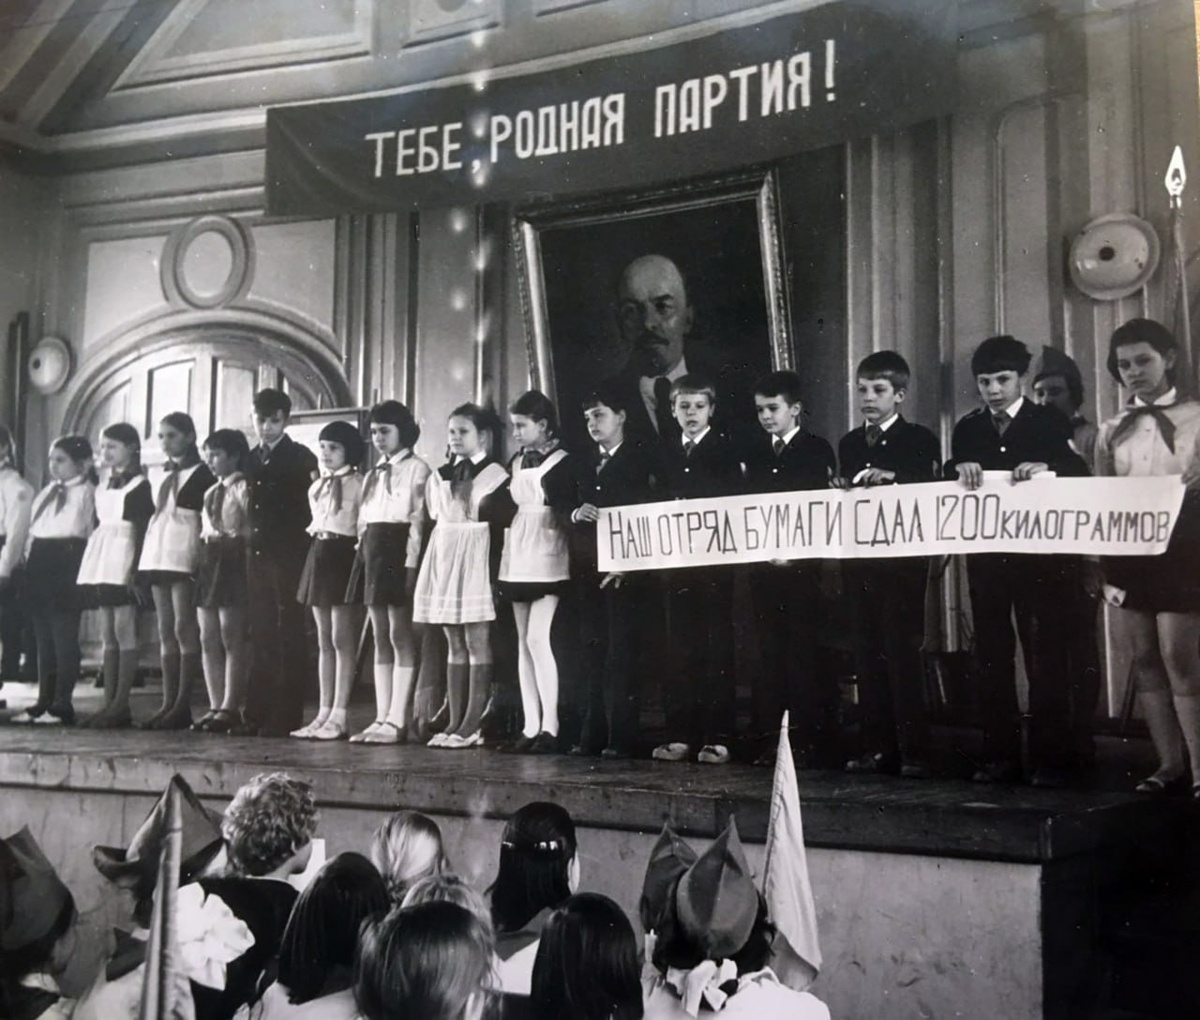 ТЕБЕ, РОДНАЯ ПАРТИЯ!
НАШ ОТРЯД БУМАГИ СДАЛ 1200 КИЛОГРАММОВ